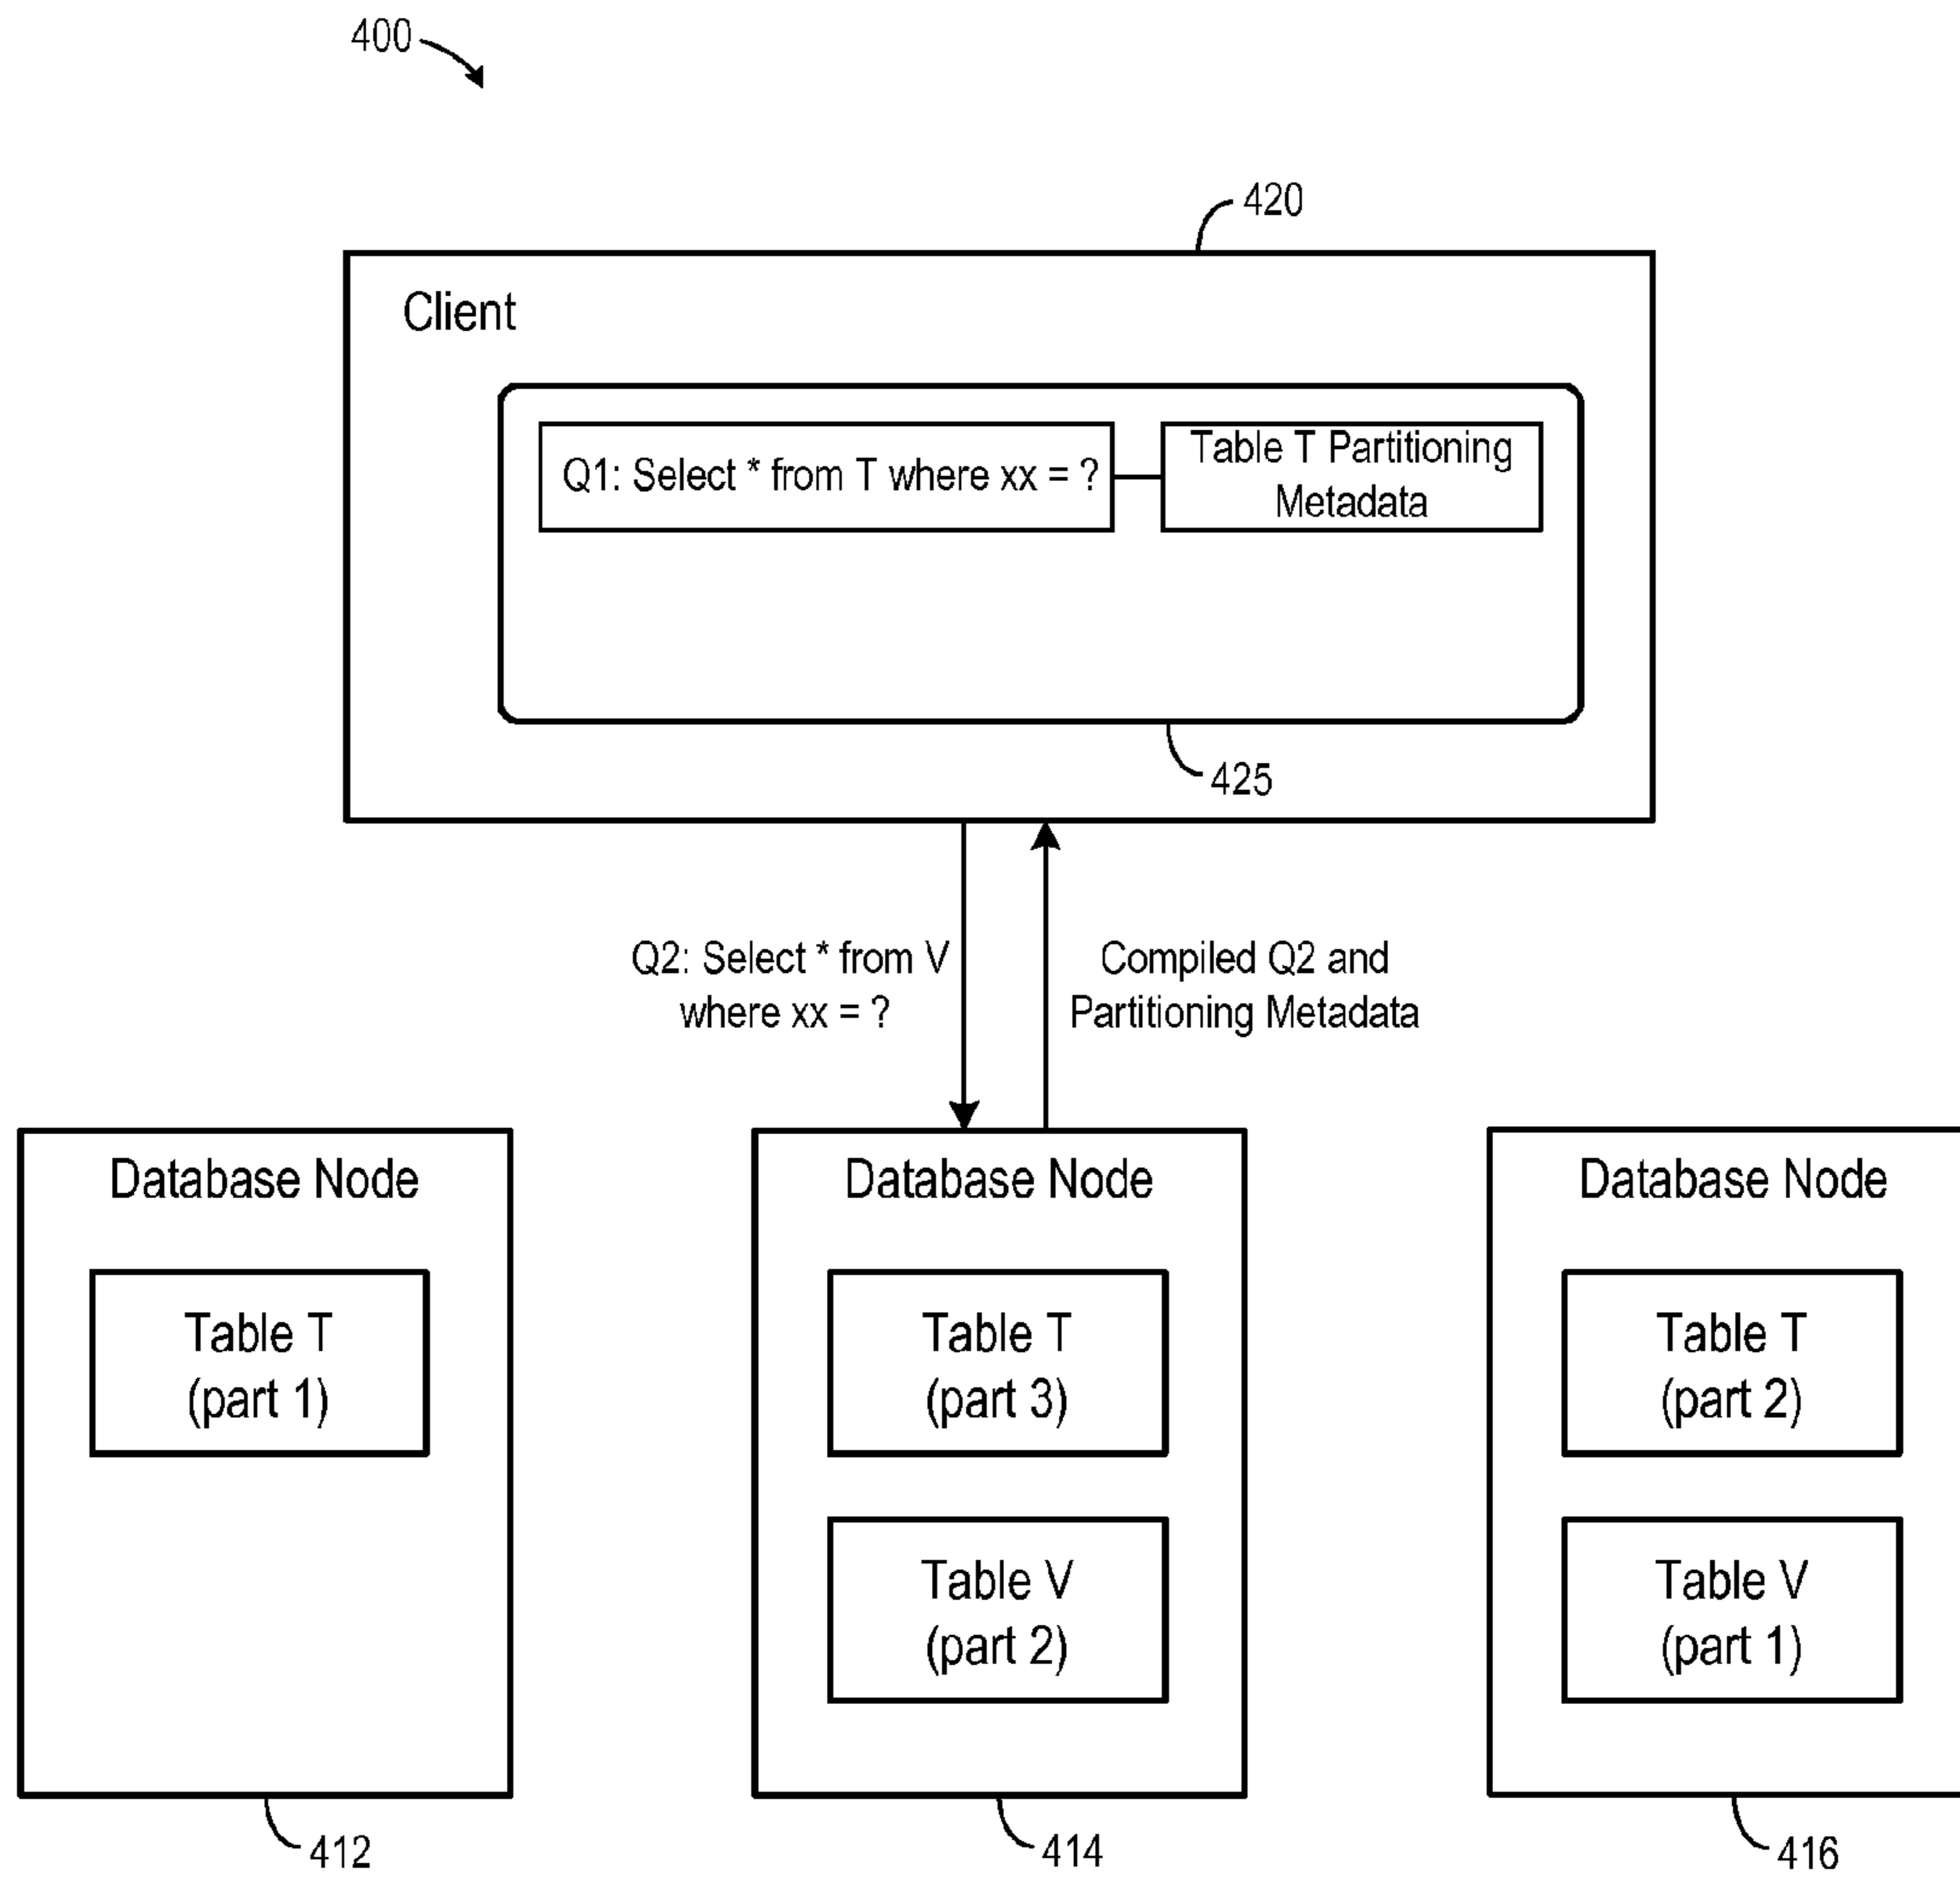 400
420
Client
Q1: Select * from T where xx = ?
Table T Partitioning
Metadata
425
Q2: Select * from V
where xx = ?
Compiled Q2 and
Partitioning Metadata
Database Node
Table T
(part 1)
412
Database Node
Table T
(part 3)
Table V
(part 2)
414
Database Node
Table T
(part 2)
Table V
(part 1)
416